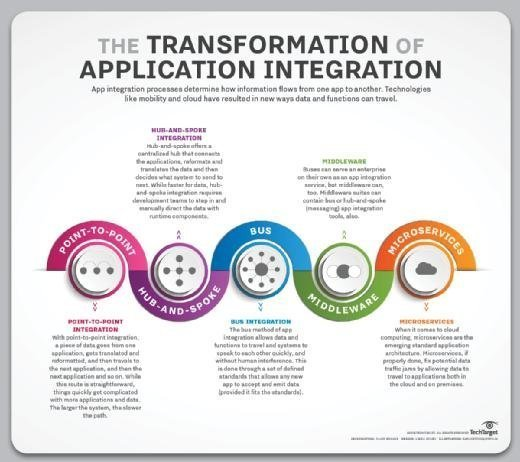 THE TRANSFORMATION OF
APPLICATION INTEGRATION
App integration processes determine how information flows from one app to another. Technologies
like mobility and cloud have resulted in new ways data and functions can travel.
HUB-AND-SPOKE
INTEGRATION
Hub-and-spoke offers a
centralized hub that connects
the applications, reformats and
translates the data and then
decides what system to send to
next. While faster for data, hub-
and-spoke integration requires
development teams to step in and
manually direct the data with
runtime components.
MIDDLEWARE
Buses can serve an enterprise
on their own as an app integration
service, but middleware can,
too. Middleware suites can
contain bus or hub-and-spoke
(messaging) app integration
tools, also.
POINT-TO-POINT
HUB-AND-SPOKE
BUS
MIDDLEWARE
MICROSERVICES
POINT-TO-POINT
INTEGRATION
With point-to-point integration,
a piece of data goes from one
application, gets translated and
reformatted, and then travels to
the next application, and then the
next application and so on. While
this route is straightforward,
things quickly get complicated
with more applications and data.
The larger the system, the slower
the path.
BUS INTEGRATION
The bus method of app
integration allows data and
functions to travel and systems to
speak to each other quickly, and
without human interference. This
is done through a set of defined
standards that allows any new
app to accept and emit data
(provided it fits the standards).
MICROSERVICES
When it comes to cloud
computing, microservices are the
emerging standard application
architecture. Microservices, if
properly done, fix potential data
traffic jams by allowing data to
travel to applications both in
the cloud and on premises.
TechTarget